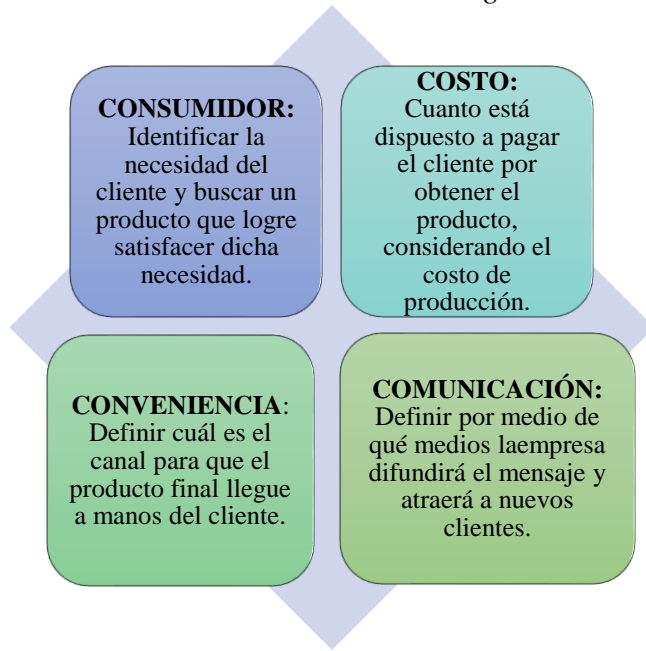 CONSUMIDOR:
Identificar la
necesidad del
cliente y buscar un
producto que logre
satisfacer dicha
necesidad.
COSTO:
Cuanto está
dispuesto a pagar
el cliente por
obtener el
producto,
considerando el
costo de
producción.
CONVENIENCIA:
Definir cuál es el
canal para que el
producto final llegue
a manos del cliente.
COMUNICACIÓN:
Definir por medio de
qué medios laempresa
difundirá el mensaje y
atraerá a nuevos
clientes.